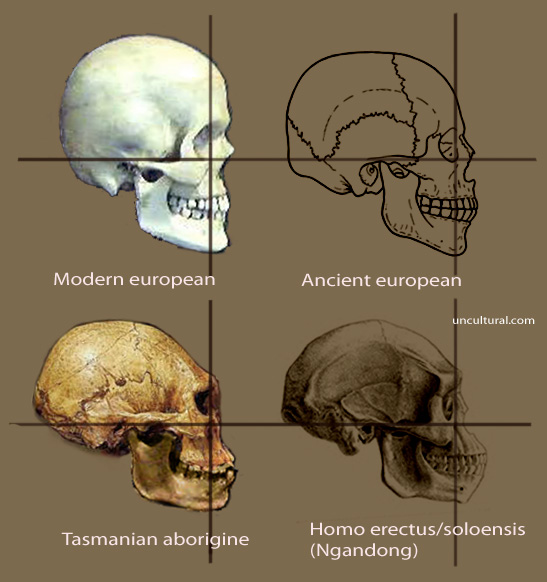 Modern european
Ancient european
uncultural.com
Tasmanian aborigine
Homo erectus/soloensis
(Ngandong)